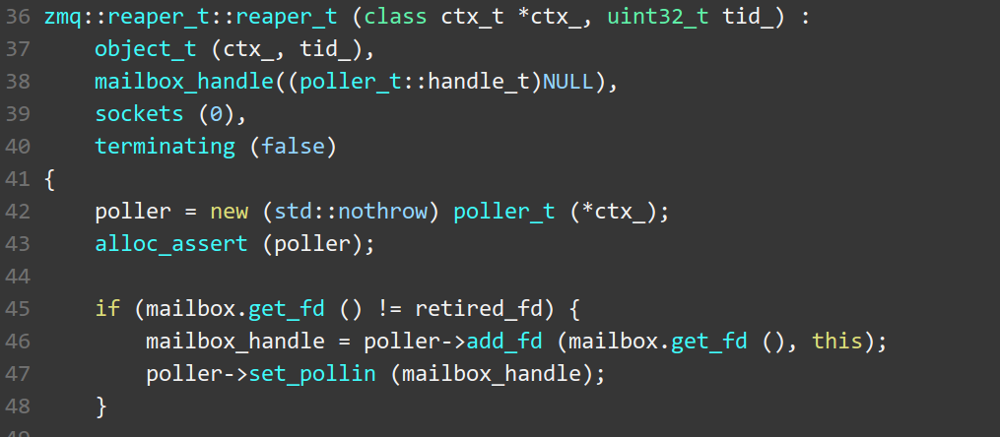 36 zmq::reaper_t::reaper_t (class ctx_t *ctx_, uint32_t tid_) :
37     object_t (ctx_, tid_),
38     mailbox_handle((poller_t::handle_t)NULL),
39     sockets (0),
40     terminating (false)
41 {
42     poller = new (std::nothrow) poller_t (*ctx_);
43     alloc_assert (poller);
44
45     if (mailbox.get_fd () != retired_fd) {
46         mailbox_handle = poller->add_fd (mailbox.get_fd (), this);
47         poller->set_pollin (mailbox_handle);
48     }